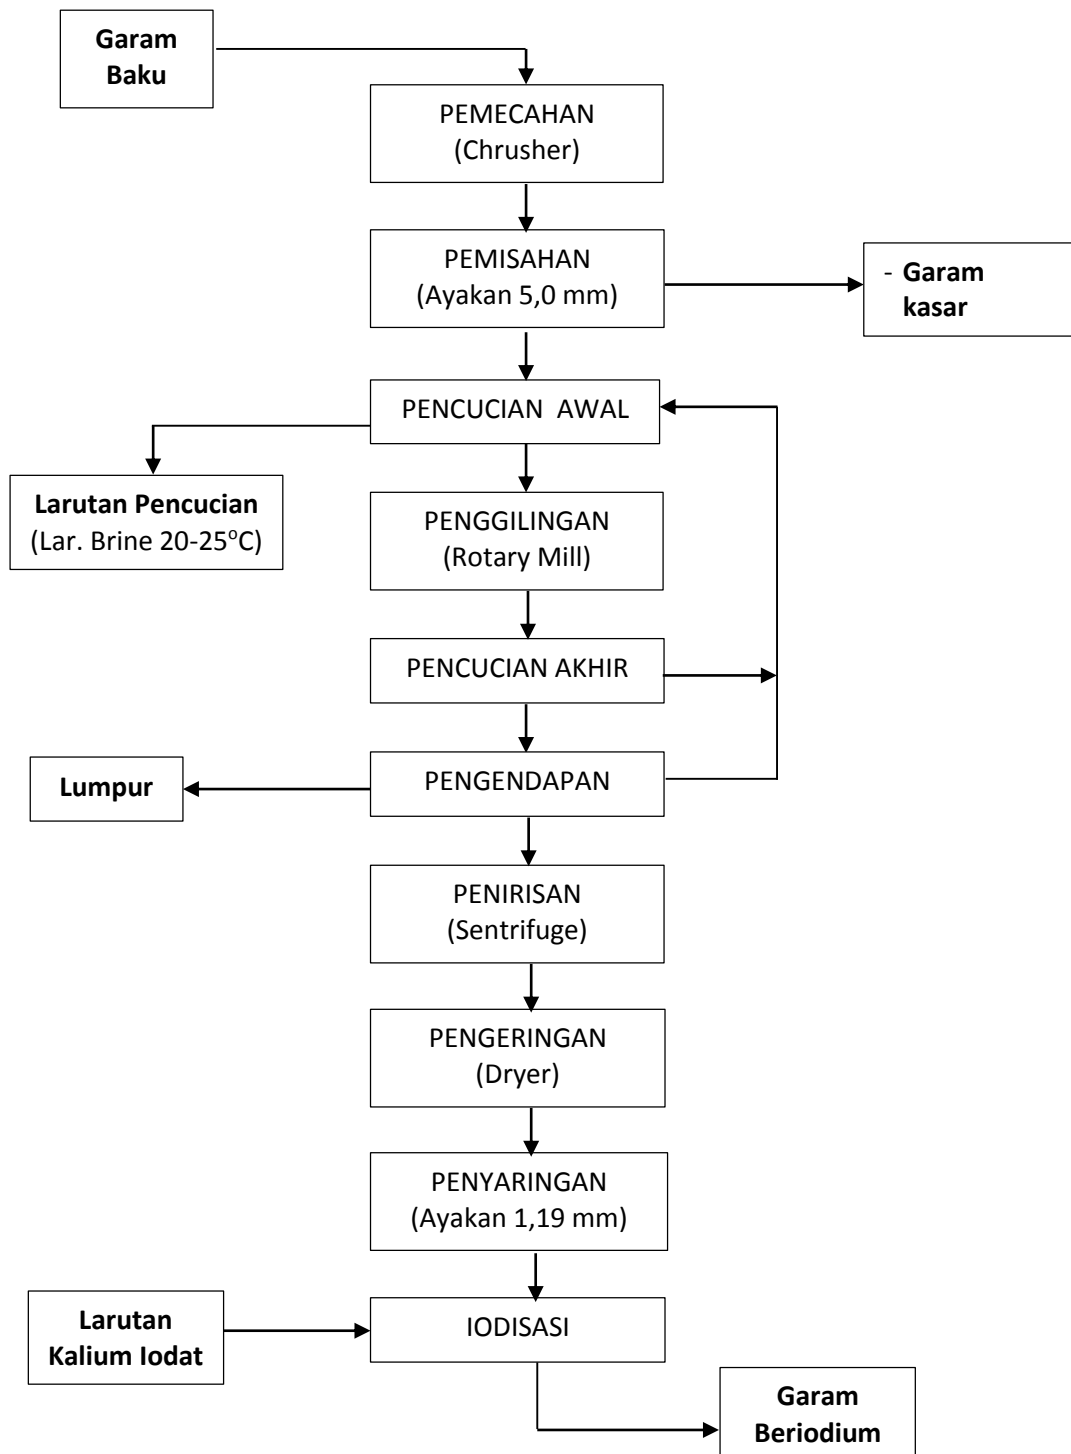 Garam
Baku
PEMECAHAN
(Chrusher)
PEMISAHAN
(Ayakan 5,0 mm)
- Garam
kasar
PENCUCIAN AWAL
Larutan Pencucian
(Lar. Brine 20-25°C)
PENGGILINGAN
(Rotary Mill)
PENCUCIAN AKHIR
Lumpur
PENGENDAPAN
PENIRISAN
(Sentrifuge)
PENGERINGAN
(Dryer)
PENYARINGAN
(Ayakan 1,19 mm)
Larutan
Kalium Iodat
IODISASI
Garam
Beriodium